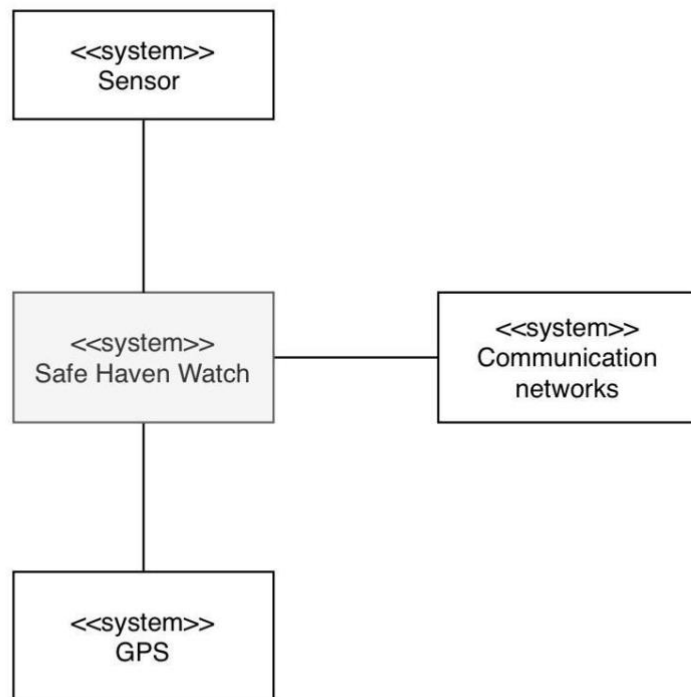 <<system>>
Sensor
<<system>>
Safe Haven Watch
<<system>>
Communication
networks
<<system>>
GPS